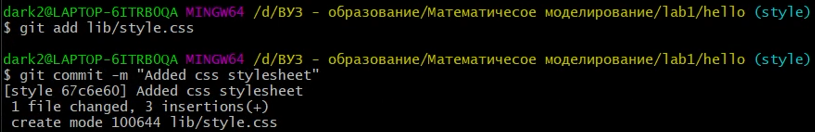 dark2@LAPTOP-6ITRB0QA MINGW64 /d/ВУЗ - образование/Математичесое моделирование/lab1/hello (style)
$ git add lib/style.css
dark2@LAPTOP-6ITRB0QA MINGW64 /d/ВУЗ - образование/Математичесое моделирование/lab1/hello (style)
$ git commit -m "Added css stylesheet"
[style 67c6e60] Added css stylesheet
1 file changed, 3 insertions(+)
create mode 100644 lib/style.css